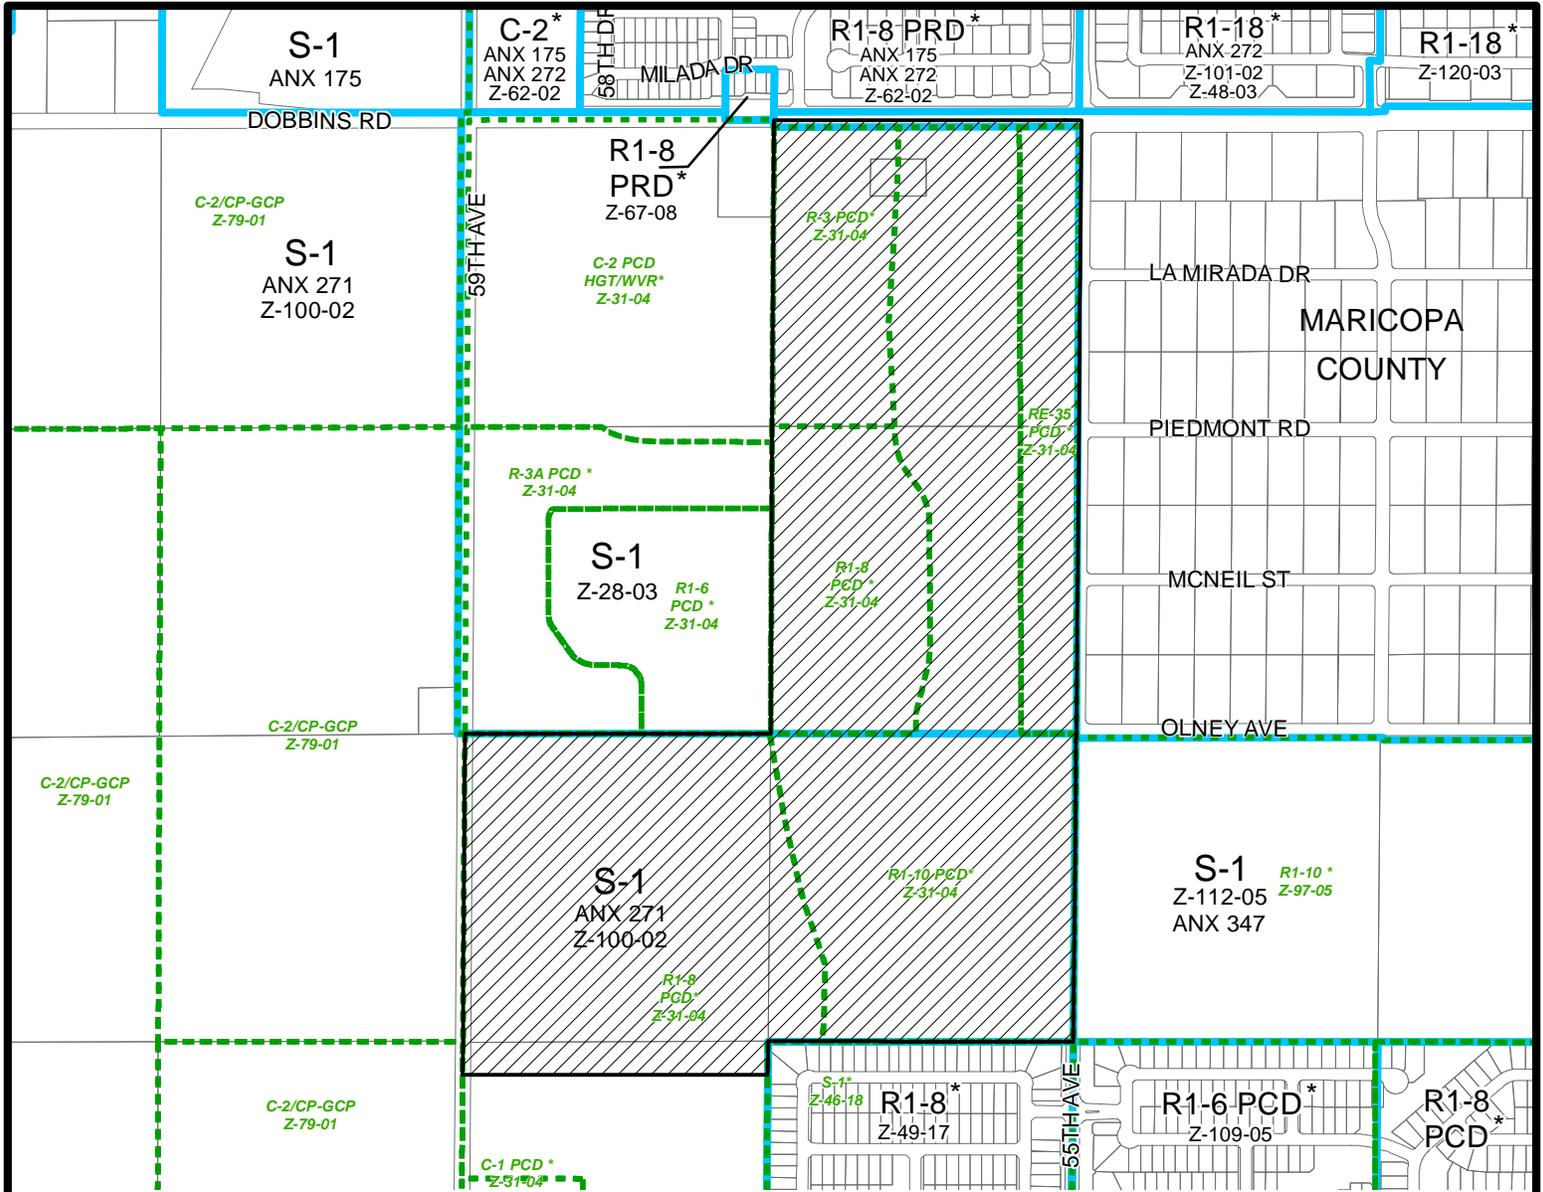 S-1
ANX 175
C-2*
ANX 175
ANX 272
Z-62-02
58TH DR
MILADA DR
R1-8 PRD*
ANX 175
ANX 272
Z-62-02
R1-18*
ANX 272
Z-101-02
Z-48-03
R1-18*
Z-120-03
DOBBINS RD
R1-8
PRD*
Z-67-08
C-2/CP-GCP
Z-79-01
S-1
ANX 271
Z-100-02
59TH AVE
C-2 PCD
HGT/WVR*
Z-31-04
R-3 PCD*
Z-31-04
LA MIRADA DR
MARICOPA
COUNTY
RE-35
PCD *
Z-31-04
PIEDMONT RD
R-3A PCD *
Z-31-04
S-1
Z-28-03
R1-6
PCD *
Z-31-04
R1-8
PCD *
Z-31-04
MCNEIL ST
C-2/CP-GCP
Z-79-01
OLNEY AVE
C-2/CP-GCP
Z-79-01
S-1
ANX 271
Z-100-02
R1-10 PCD*
Z-31-04
S-1
Z-112-05
ANX 347
R1-10 *
Z-97-05
R1-8
PCD*
Z-31-04
C-2/CP-GCP
Z-79-01
S-1*
Z-46-18
R1-8*
Z-49-17
55TH AVE
R1-6 PCD*
Z-109-05
R1-8
PCD*
C-1 PCD *
Z-31-04